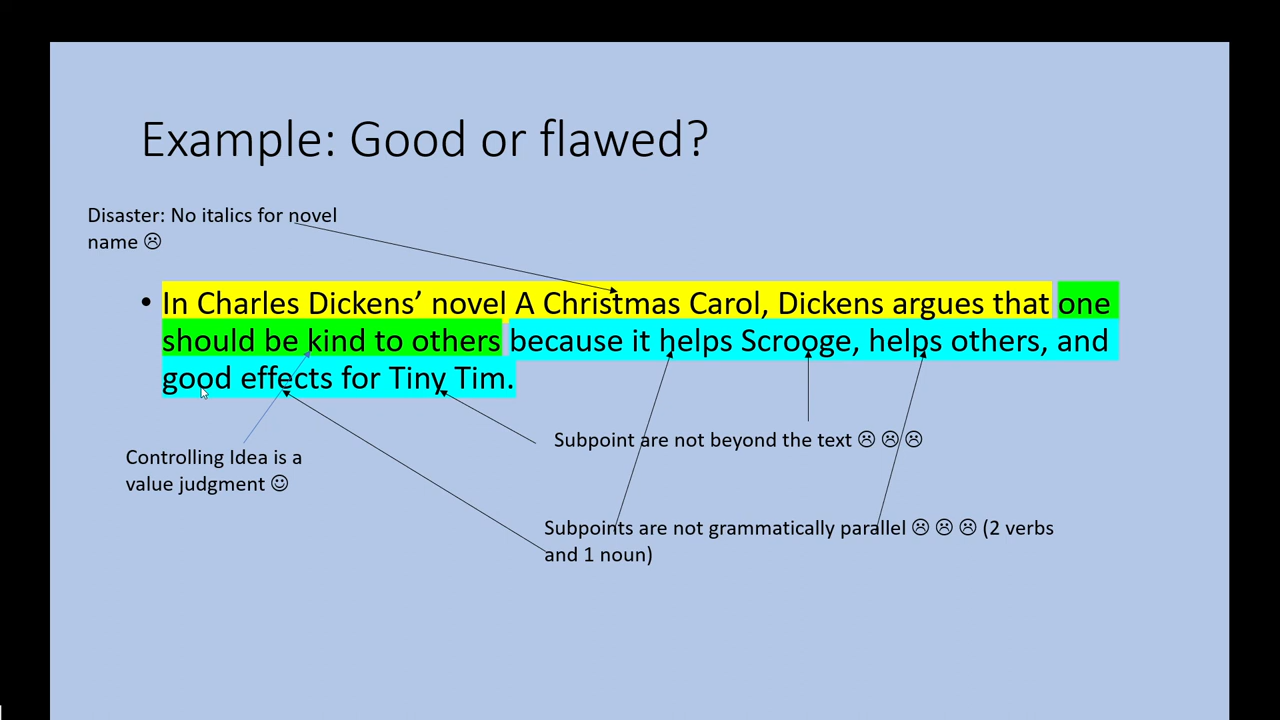 Example: Good or flawed?
Disaster: No italics for novel
name ☹
• In Charles Dickens’ novel A Christmas Carol, Dickens argues that one
should be kind to others because it helps Scrooge, helps others, and
good effects for Tiny Tim.
Subpoint are not beyond the text ☹ ☹ ☹
Controlling Idea is a
value judgment ☺
Subpoints are not grammatically parallel ☹ ☹ ☹ (2 verbs
and 1 noun)